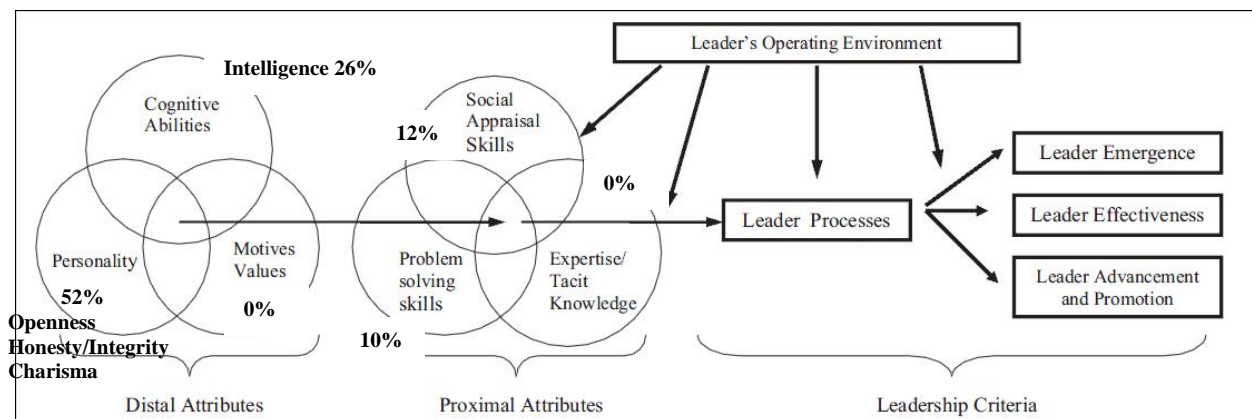 Leader's Operating Environment
Intelligence 26%
Cognitive
Abilities
Social
Appraisal
Skills
12%
Leader Emergence
0%
Leader Processes
Leader Effectiveness
Personality
52%
Motives
Values
0%
Problem
solving
skills
10%
Expertise/
Tacit
Knowledge
Leader Advancement
and Promotion
Openness
Honesty/Integrity
Charisma
Distal Attributes
Proximal Attributes
Leadership Criteria